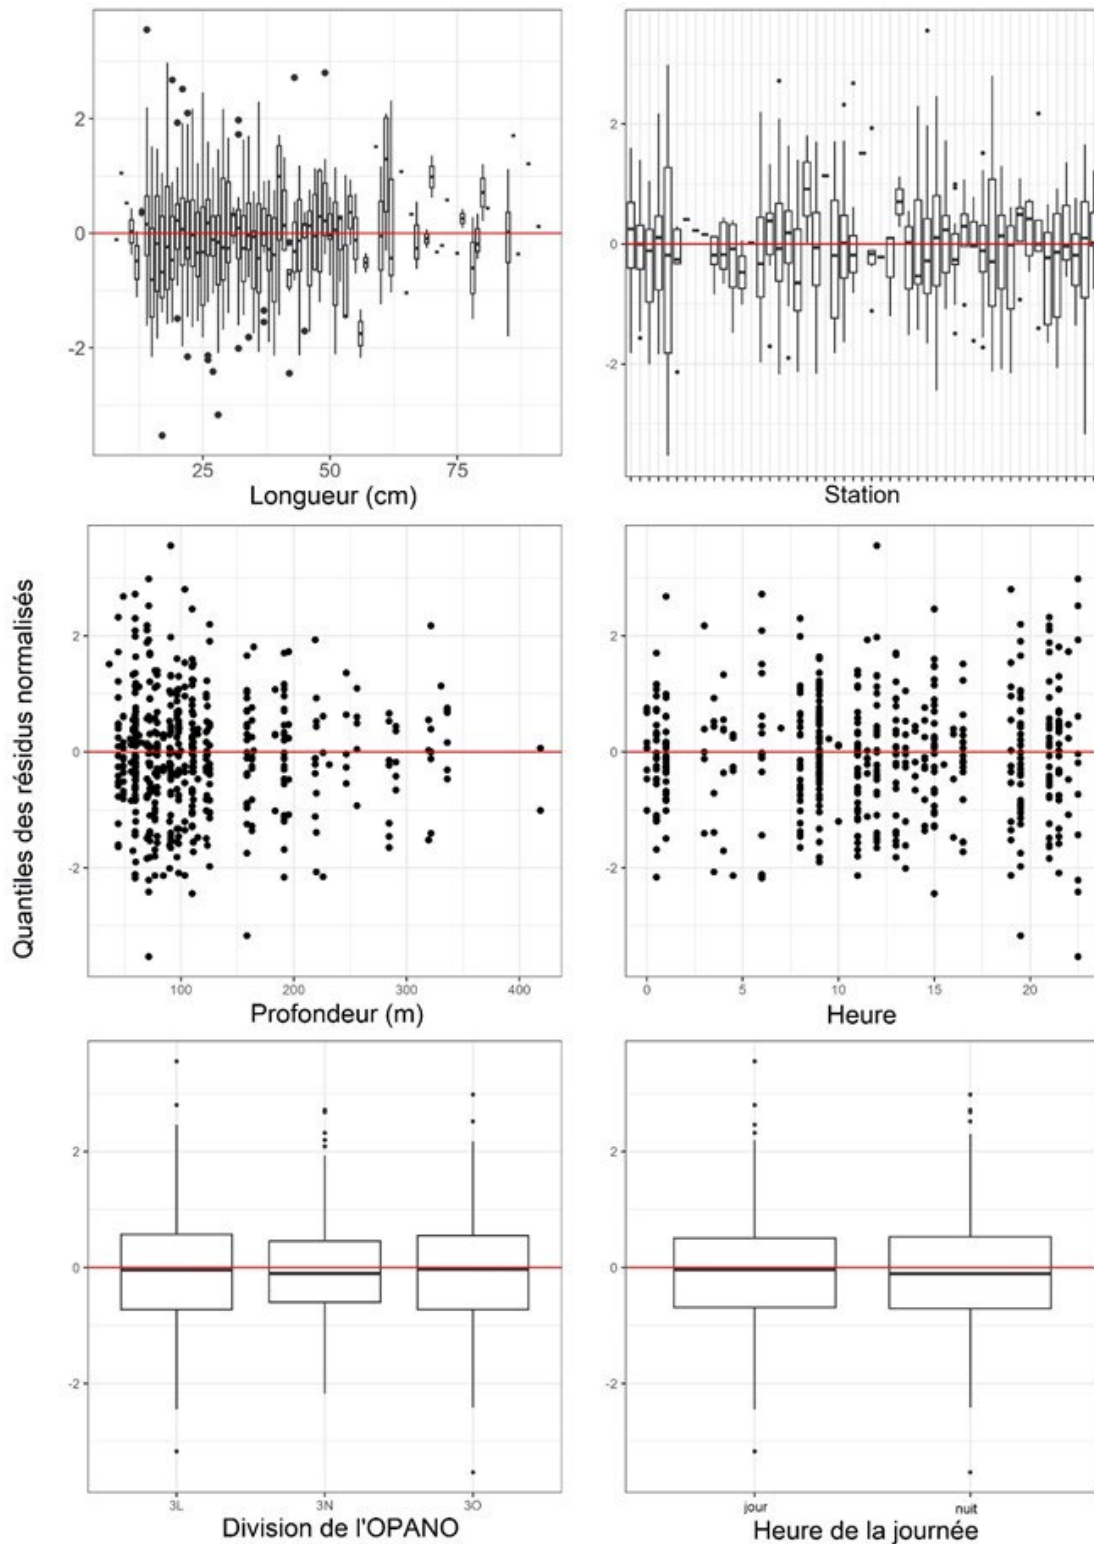 2
0
-2
25 50 75
Longueur (cm)
2
0
-2
Station
Quantiles des résidus normalisés
2
0
-2
100 200 300 400
Profondeur (m)
2
0
-2
0 5 10 15 20
Heure
2
0
-2
3L 3N 3O
Division de l'OPANO
2
0
-2
jour nuit
Heure de la journée